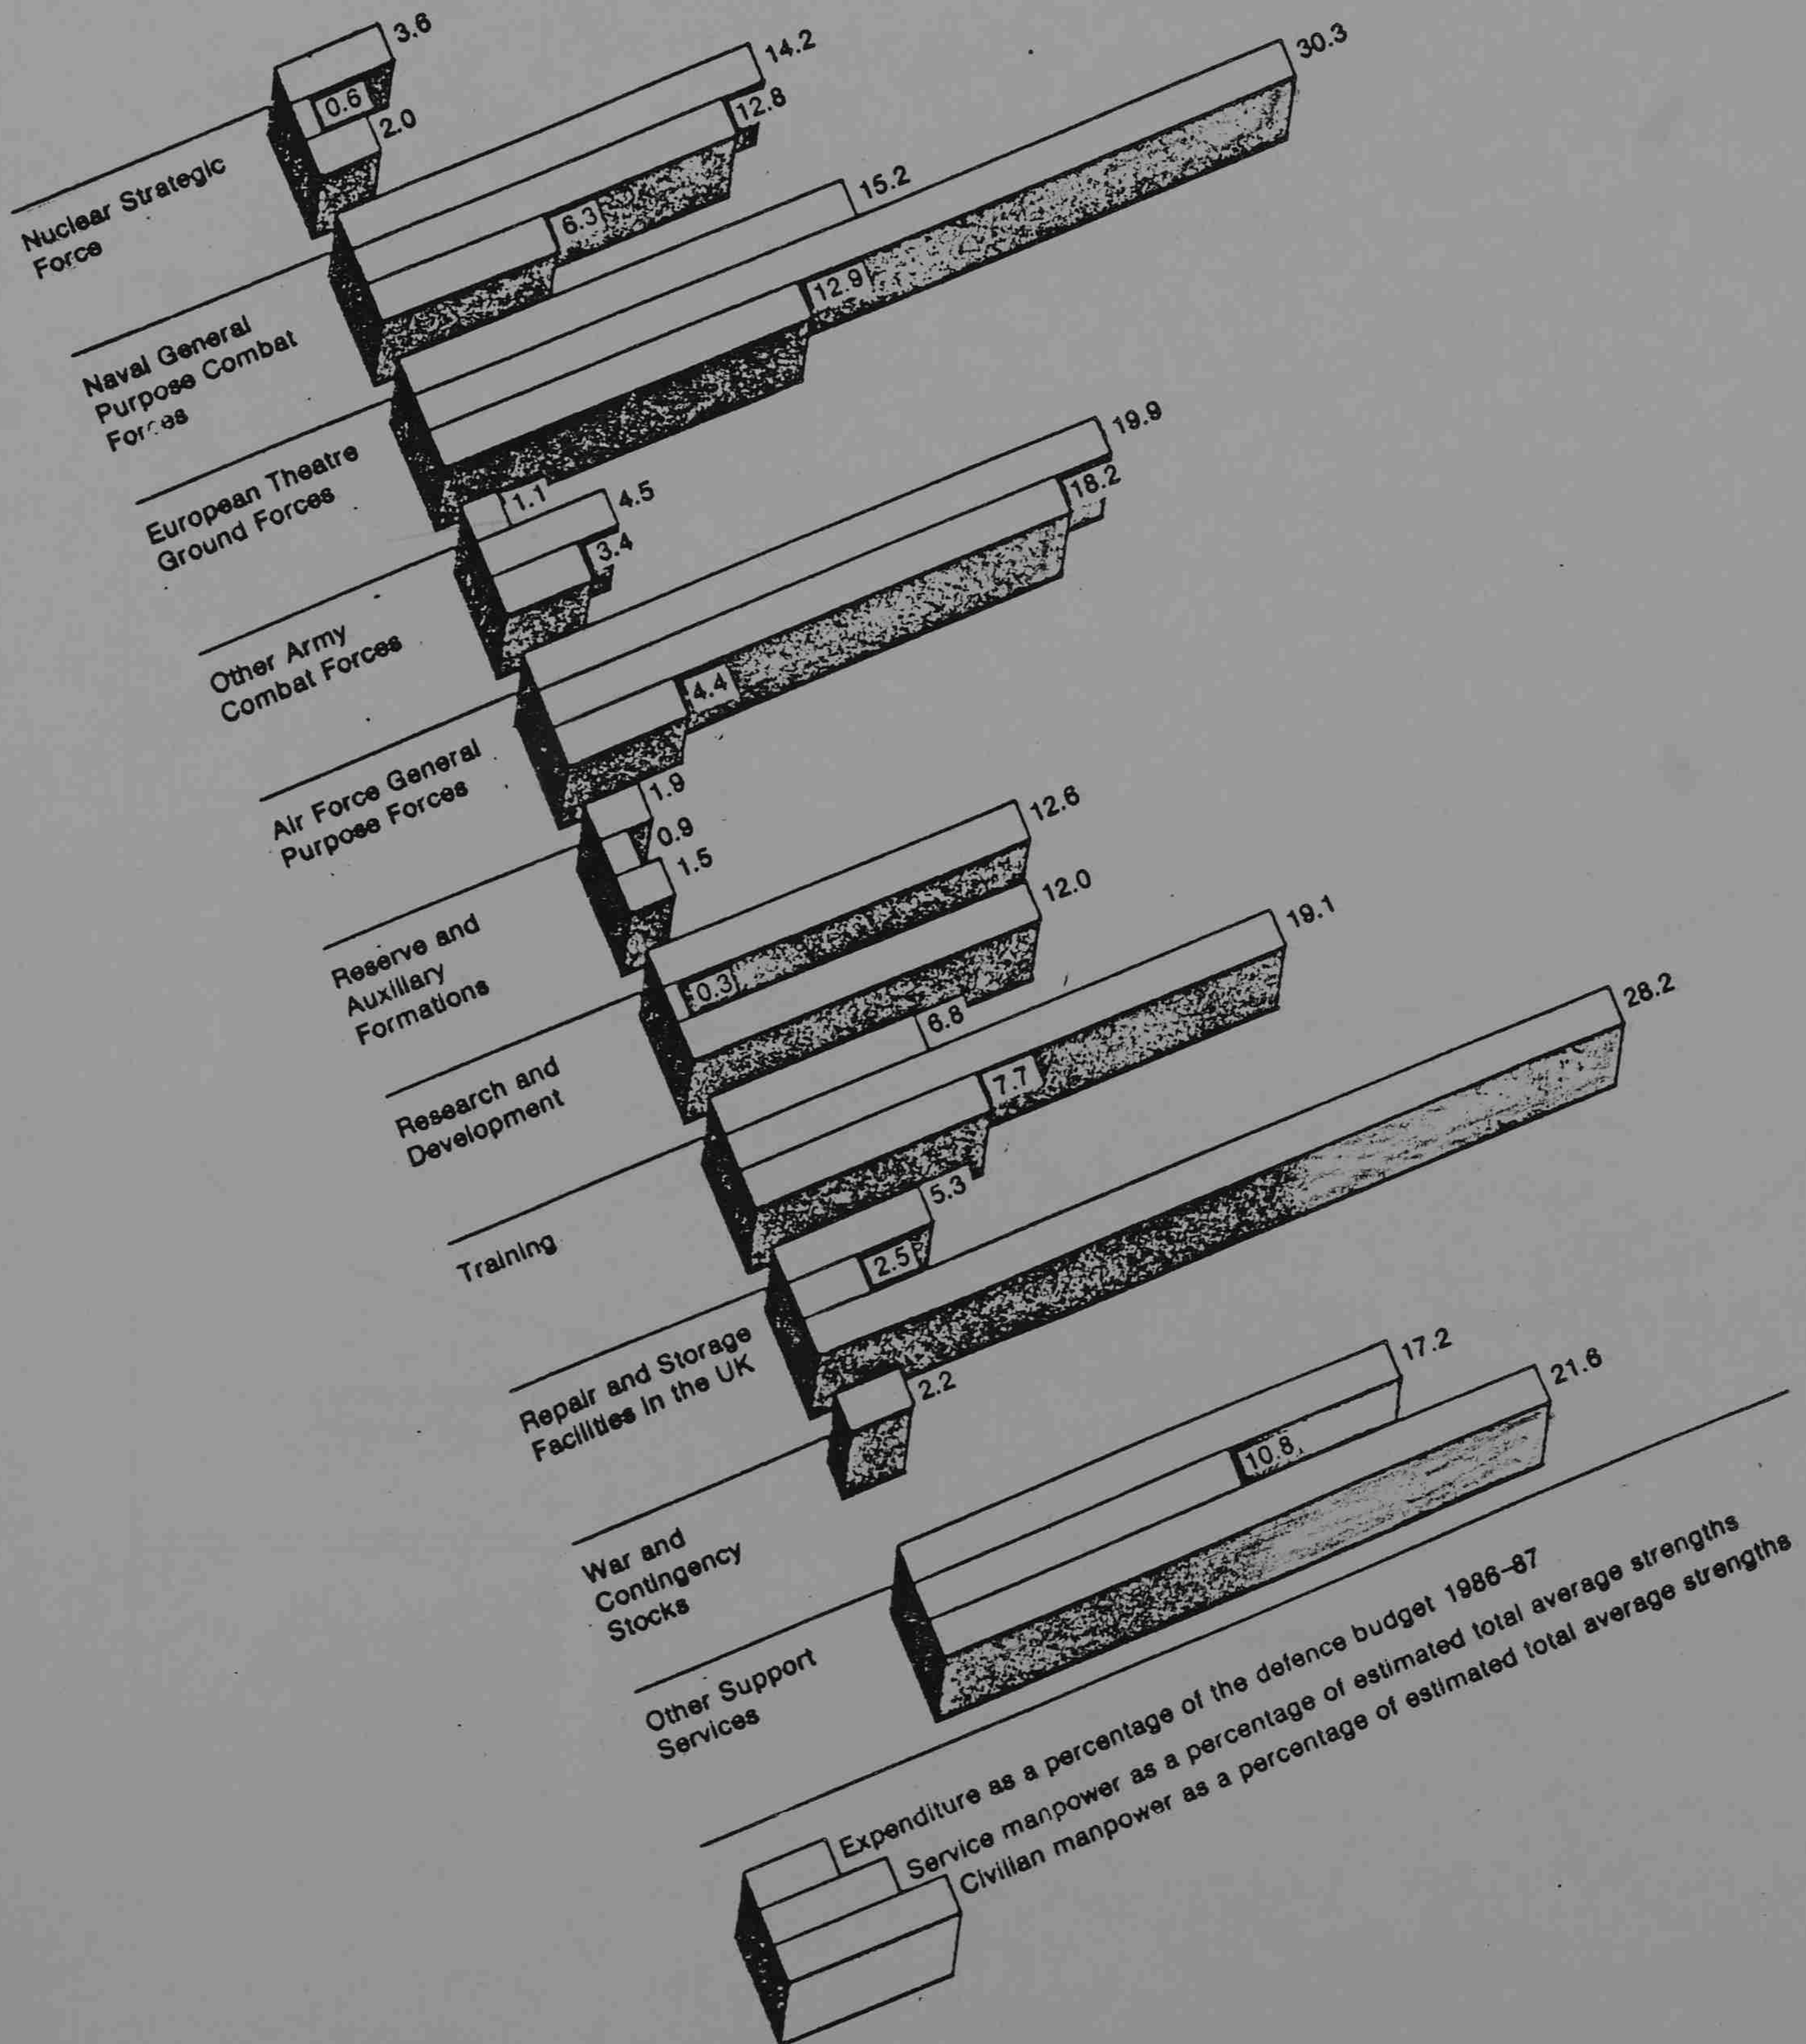 3.6
0.6
2.0
Nuclear Strategic
Force
14.2
12.8
6.3
Naval General
Purpose Combat
Forces
15.2
30.3
12.9
European Theatre
Ground Forces
1.1
4.5
3.4
Other Army
Combat Forces
19.9
18.2
4.4
Air Force General
Purpose Forces
1.9
0.9
1.5
Reserve and
Auxiliary
Formations
12.6
0.3
12.0
Research and
Development
6.8
19.1
7.7
Training
5.3
2.5
28.2
Repair and Storage
Facilities in the UK
2.2
War and
Contingency
Stocks
17.2
10.8
21.6
Other Support
Services
Expenditure as a percentage of the defence budget 1986–87
Service manpower as a percentage of estimated total average strengths
Civilian manpower as a percentage of estimated total average strengths